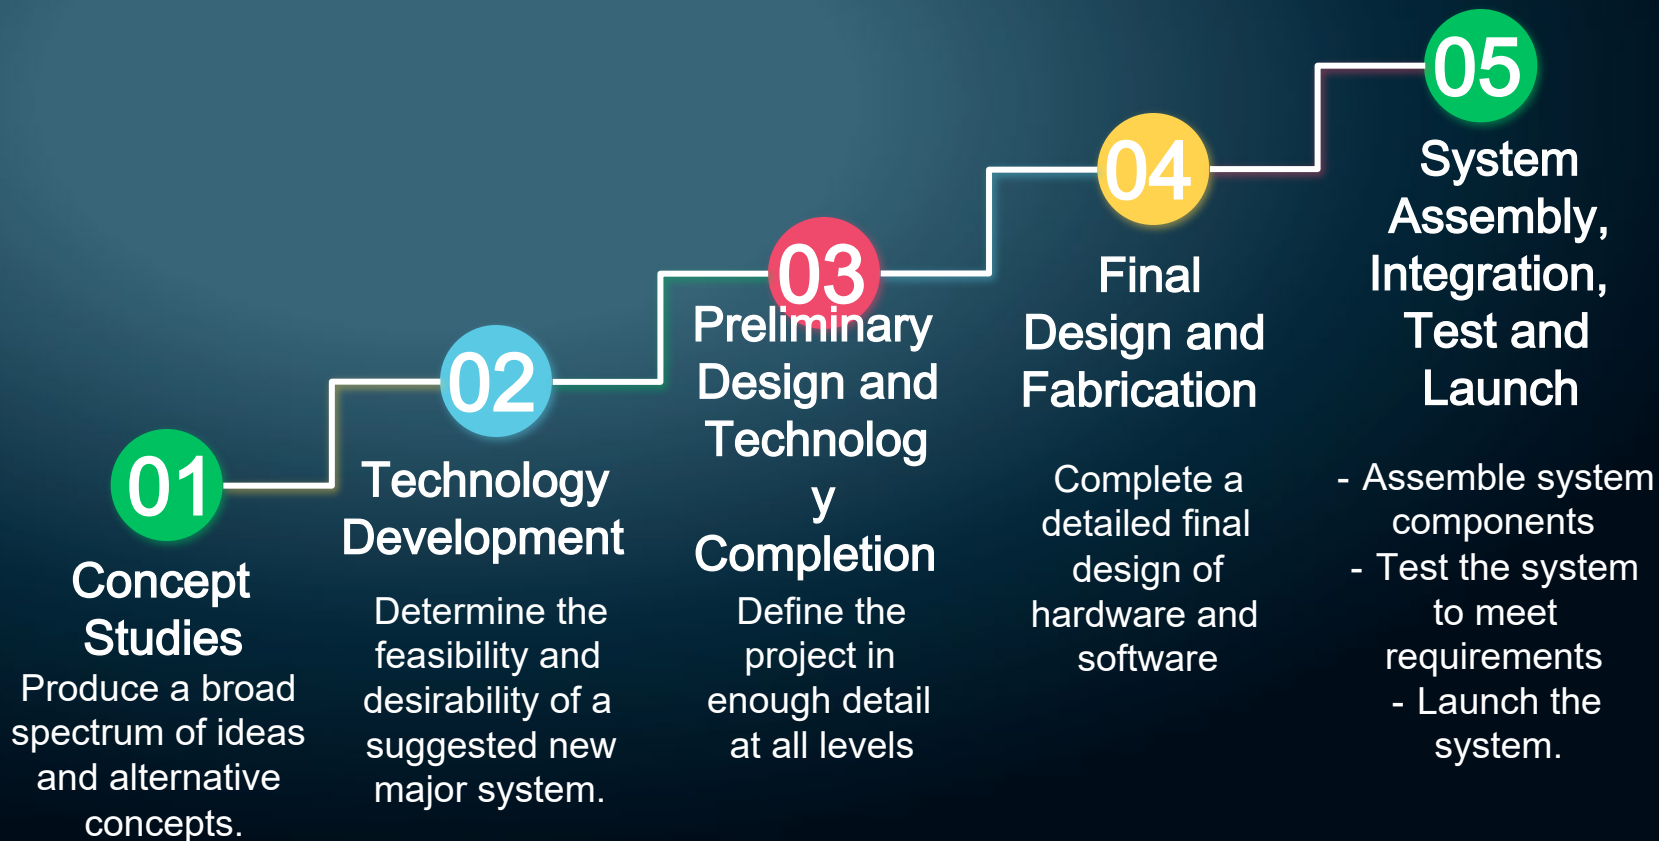 01
Concept
Studies
Produce a broad
spectrum of ideas
and alternative
concepts.
02
Technology
Development
Determine the
feasibility and
desirability of a
suggested new
major system.
03
Preliminary
Design and
Technolog
y
Completion
Define the
project in
enough detail
at all levels
04
Final
Design and
Fabrication
Complete a
detailed final
design of
hardware and
software
05
System
Assembly,
Integration,
Test and
Launch
- Assemble system
components
- Test the system
to meet
requirements
- Launch the
system.